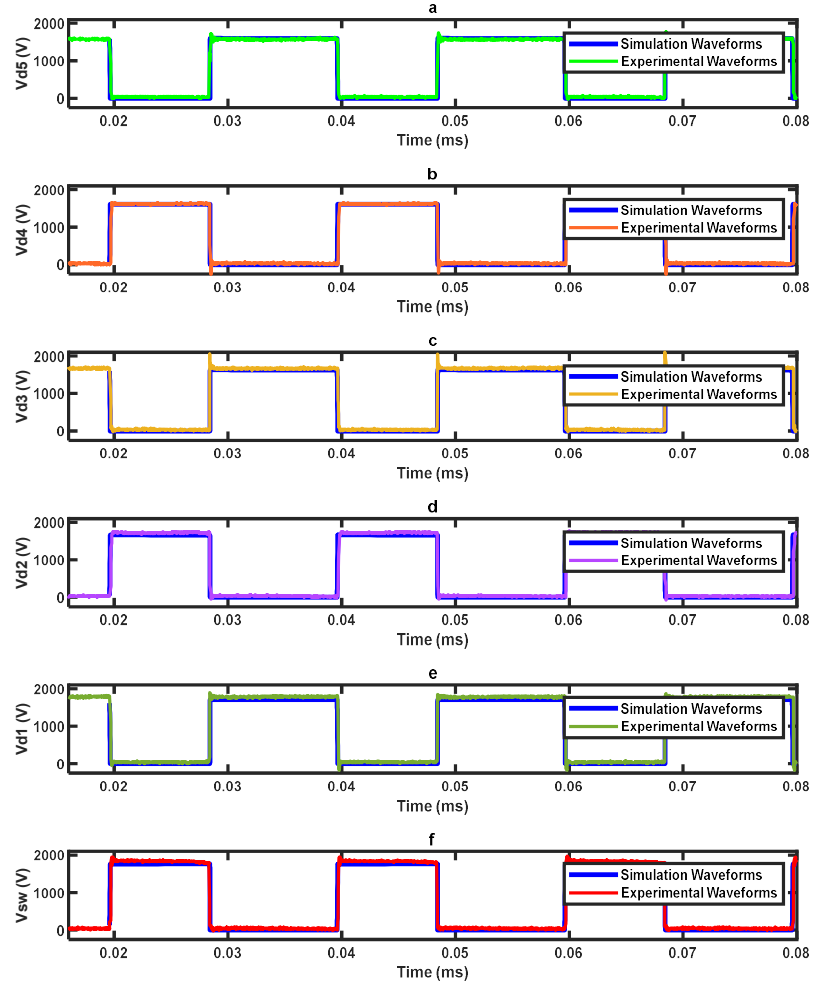 a
2000
1000
0
Vd5 (V)
Simulation Waveforms
Experimental Waveforms
0.02 0.03 0.04 0.05 0.06 0.07 0.08
Time (ms)
b
2000
1000
0
Vd4 (V)
Simulation Waveforms
Experimental Waveforms
0.02 0.03 0.04 0.05 0.06 0.07 0.08
Time (ms)
c
2000
1000
0
Vd3 (V)
Simulation Waveforms
Experimental Waveforms
0.02 0.03 0.04 0.05 0.06 0.07 0.08
Time (ms)
d
2000
1000
0
Vd2 (V)
Simulation Waveforms
Experimental Waveforms
0.02 0.03 0.04 0.05 0.06 0.07 0.08
Time (ms)
e
2000
1000
0
Vd1 (V)
Simulation Waveforms
Experimental Waveforms
0.02 0.03 0.04 0.05 0.06 0.07 0.08
Time (ms)
f
2000
1000
0
Vsw (V)
Simulation Waveforms
Experimental Waveforms
0.02 0.03 0.04 0.05 0.06 0.07 0.08
Time (ms)